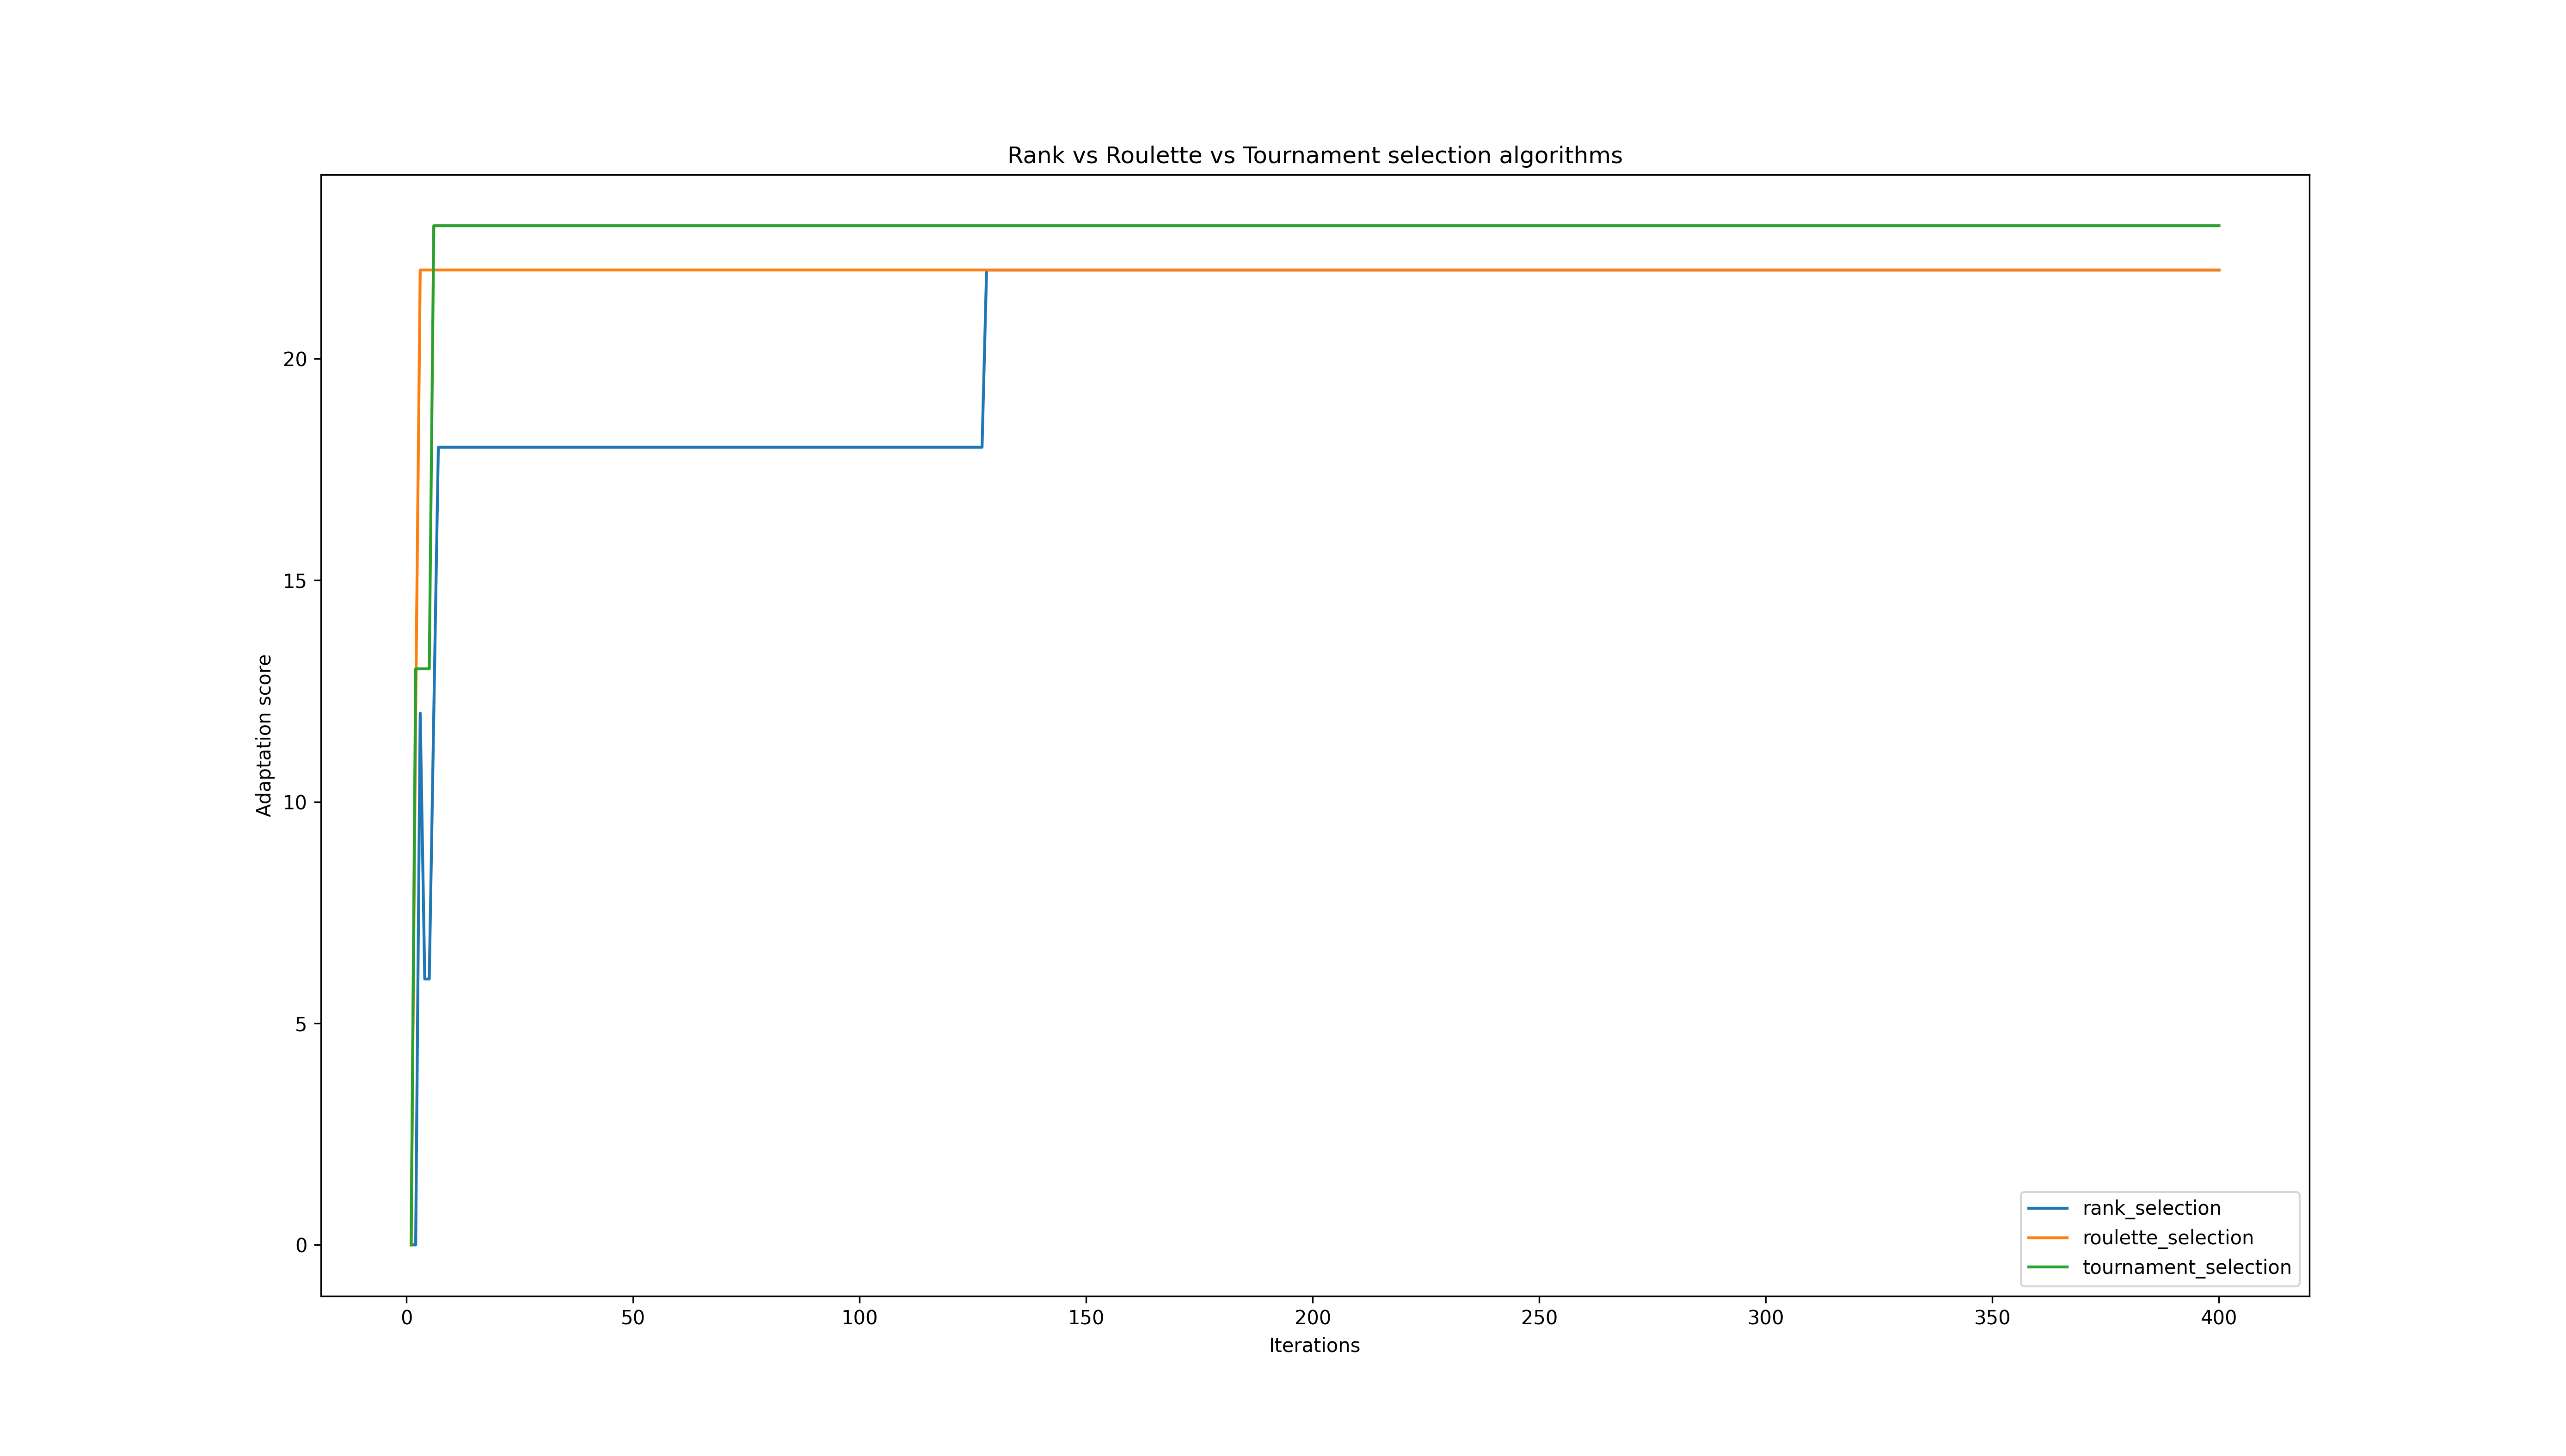 Rank vs Roulette vs Tournament selection algorithms
Adaptation score
20
15
10
5
0
0 50 100 150 200 250 300 350 400
Iterations
rank_selection
roulette_selection
tournament_selection